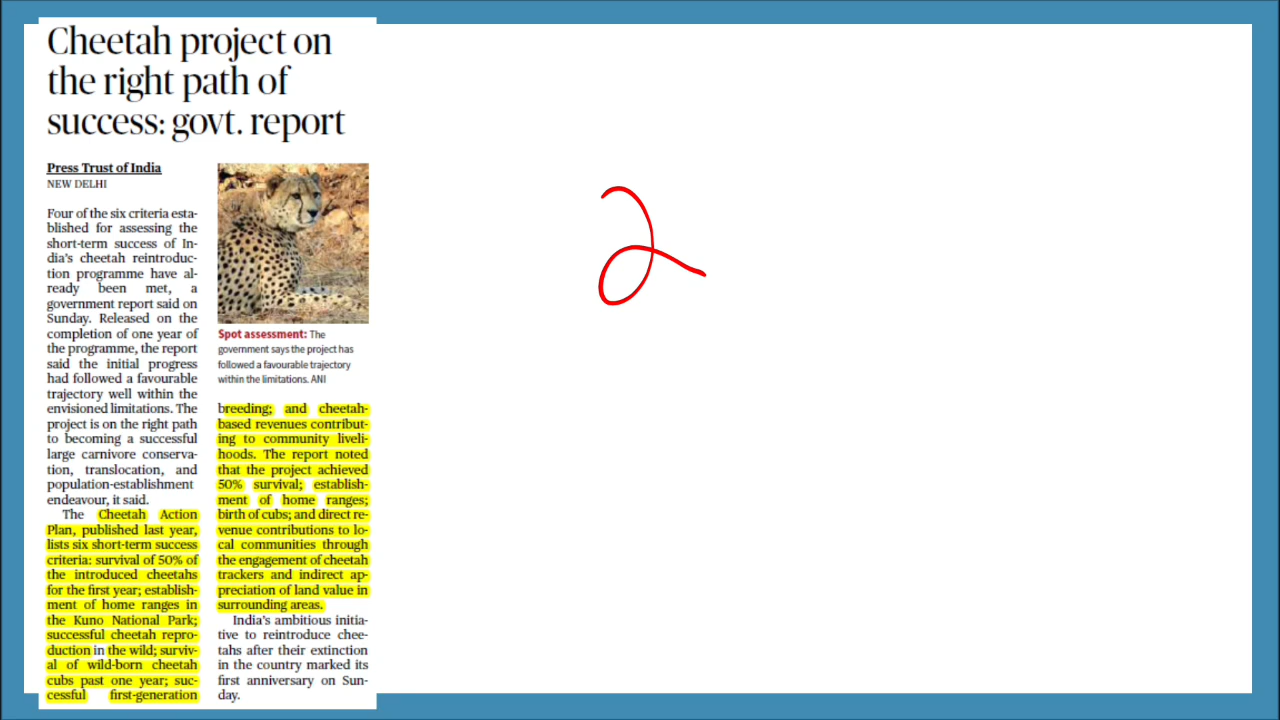 Cheetah project on
the right path of
success: govt. report
Press Trust of India
NEW DELHI
Four of the six criteria esta-
blished for assessing the
short-term success of In-
dia's cheetah reintroduc-
tion programme have al-
ready been met, a
government report said on
Sunday. Released on the
completion of one year of
the programme, the report
said the initial progress
had followed a favourable
trajectory well within the
envisioned limitations. The
project is on the right path
to becoming a successful
large carnivore conserva-
tion, translocation, and
population-establishment
endeavour, it said.
The Cheetah Action
Plan, published last year,
lists six short-term success
criteria: survival of 50% of
the introduced cheetahs
for the first year; establish-
ment of home ranges in
the Kuno National Park;
successful cheetah repro-
duction in the wild; surviv-
al of wild-born cheetah
cubs past one year; suc-
cessful first-generation
Spot assessment: The
government says the project has
followed a favourable trajectory
within the limitations. ANI
breeding; and cheetah-
based revenues contribut-
ing to community liveli-
hoods. The report noted
that the project achieved
50% survival; establish-
ment of home ranges;
birth of cubs; and direct re-
venue contributions to lo-
cal communities through
the engagement of cheetah
trackers and indirect ap-
preciation of land value in
surrounding areas.
India's ambitious initia-
tive to reintroduce chee-
tahs after their extinction
in the country marked its
first anniversary on Sun-
day.
2